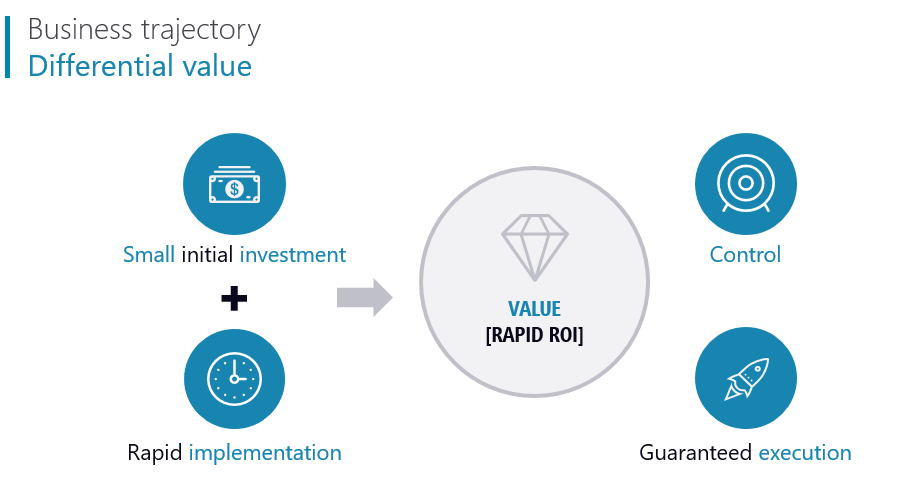 Business trajectory
Differential value
Small initial investment
Rapid implementation
$
VALUE
[RAPID ROI]
Control
Guaranteed execution